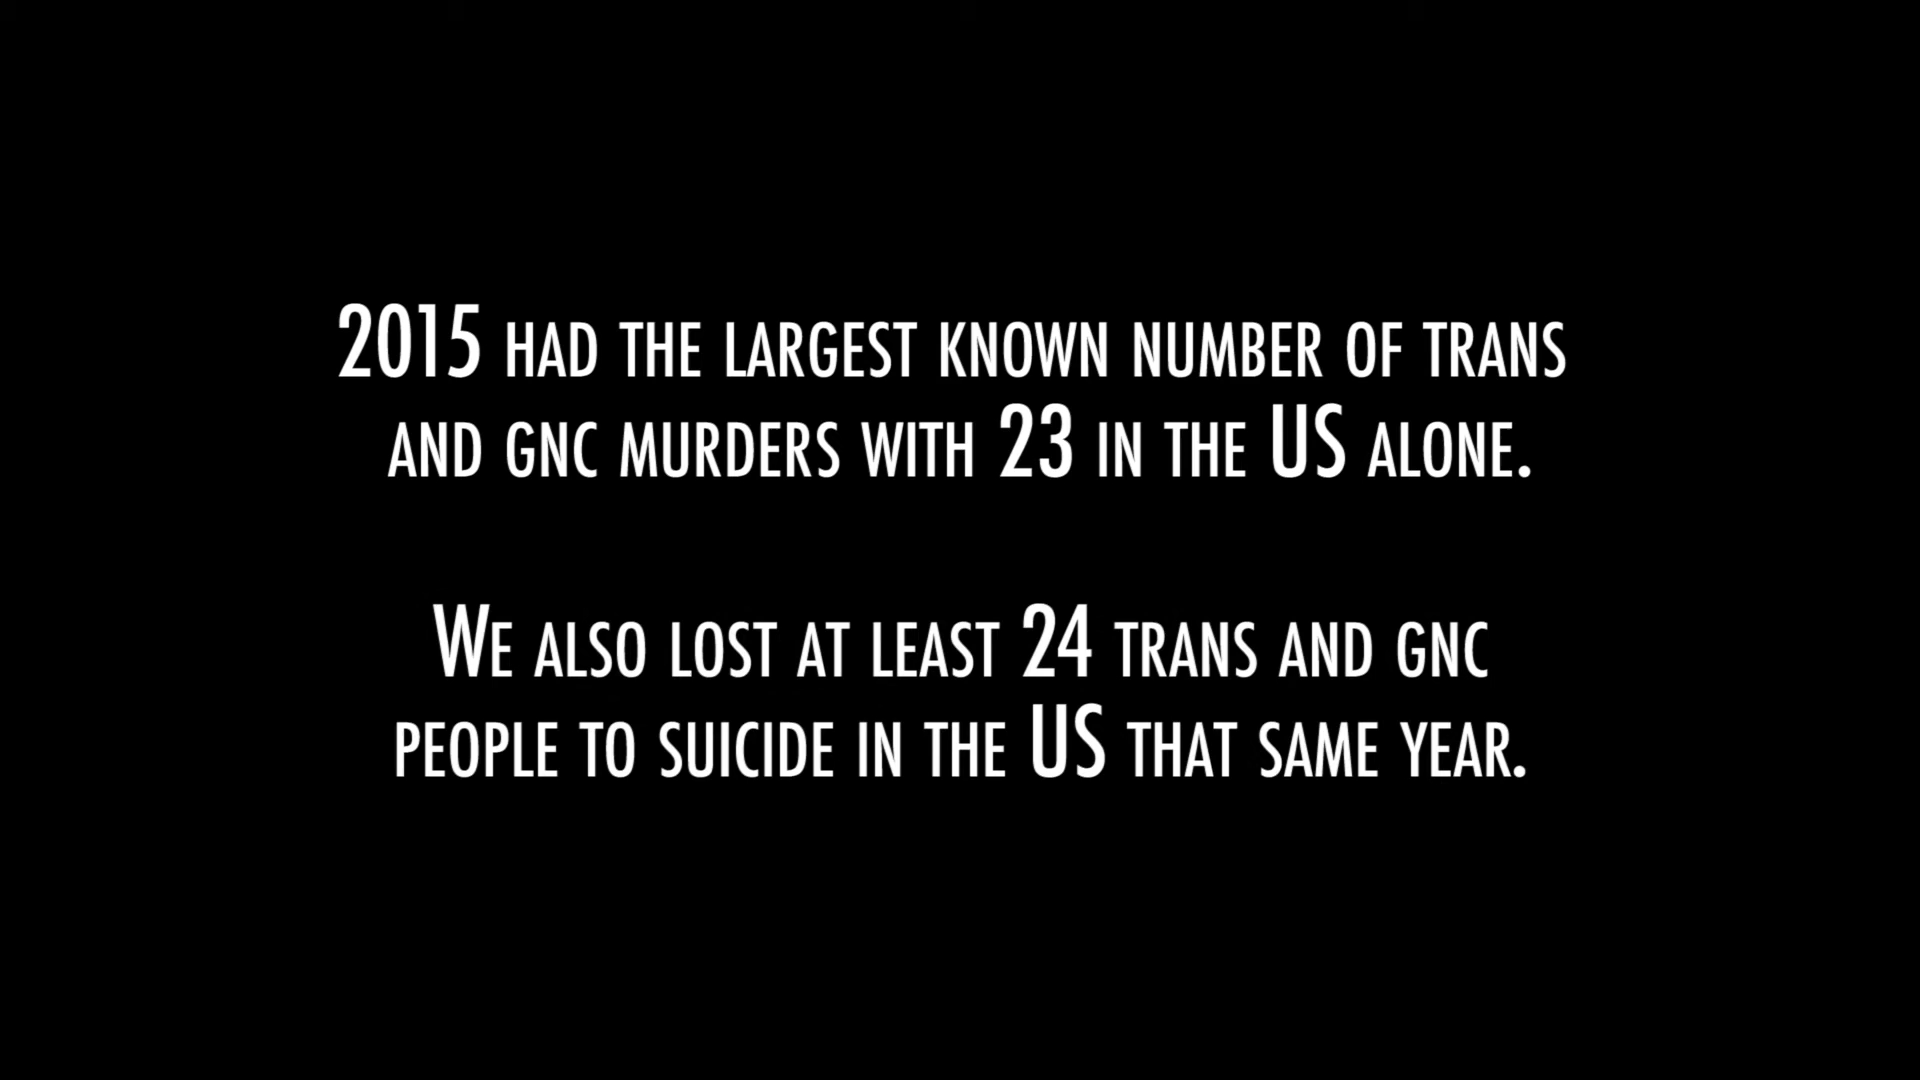 2015 had the largest known number of trans
and gnc murders with 23 in the US alone.
We also lost at least 24 trans and gnc
people to suicide in the US that same year.